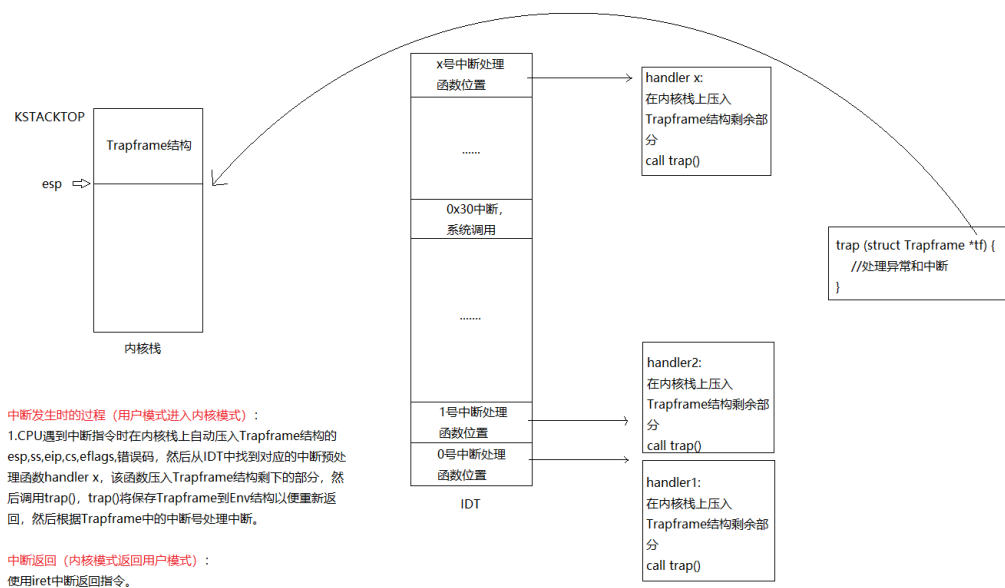 x号中断处理
函数位置
handler x:
在内核栈上压入
Trapframe结构剩余部
分
call trap()
KSTACKTOP
Trapframe结构
......
esp
0x30中断，
系统调用
trap (struct Trapframe *tf) {
//处理异常和中断
}
.......
内核栈
handler2:
在内核栈上压入
Trapframe结构剩余部
分
call trap()
中断发生时的过程（用户模式进入内核模式）：
1.CPU遇到中断指令时在内核栈上自动压入Trapframe结构的
esp,ss,eip,cs,eflags,错误码，然后从IDT中找到对应的中断预处
理函数handler x，该函数压入Trapframe结构剩下的部分，然
后调用trap()，trap()将保存Trapframe到Env结构以便重新返
回，然后根据Trapframe中的中断号处理中断。
1号中断处理
函数位置
0号中断处理
函数位置
IDT
handler1:
在内核栈上压入
Trapframe结构剩余部
分
call trap()
中断返回（内核模式返回用户模式）：
使用iret中断返回指令。